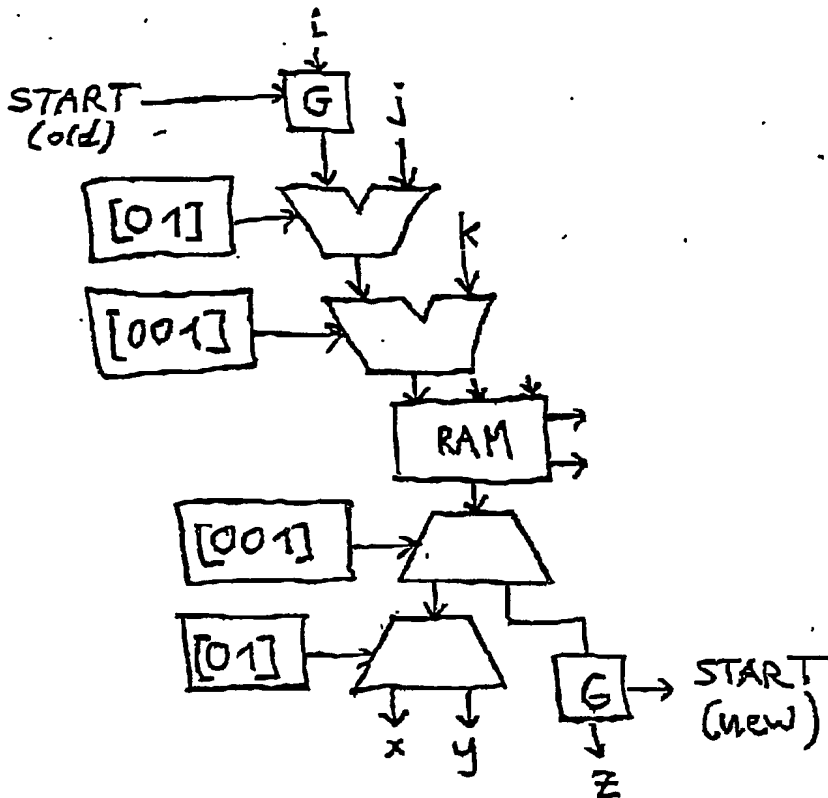 i
START
(old)
G
j
[01]
k
[001]
RAM
[001]
[01]
G
START
(new)
x
y
z